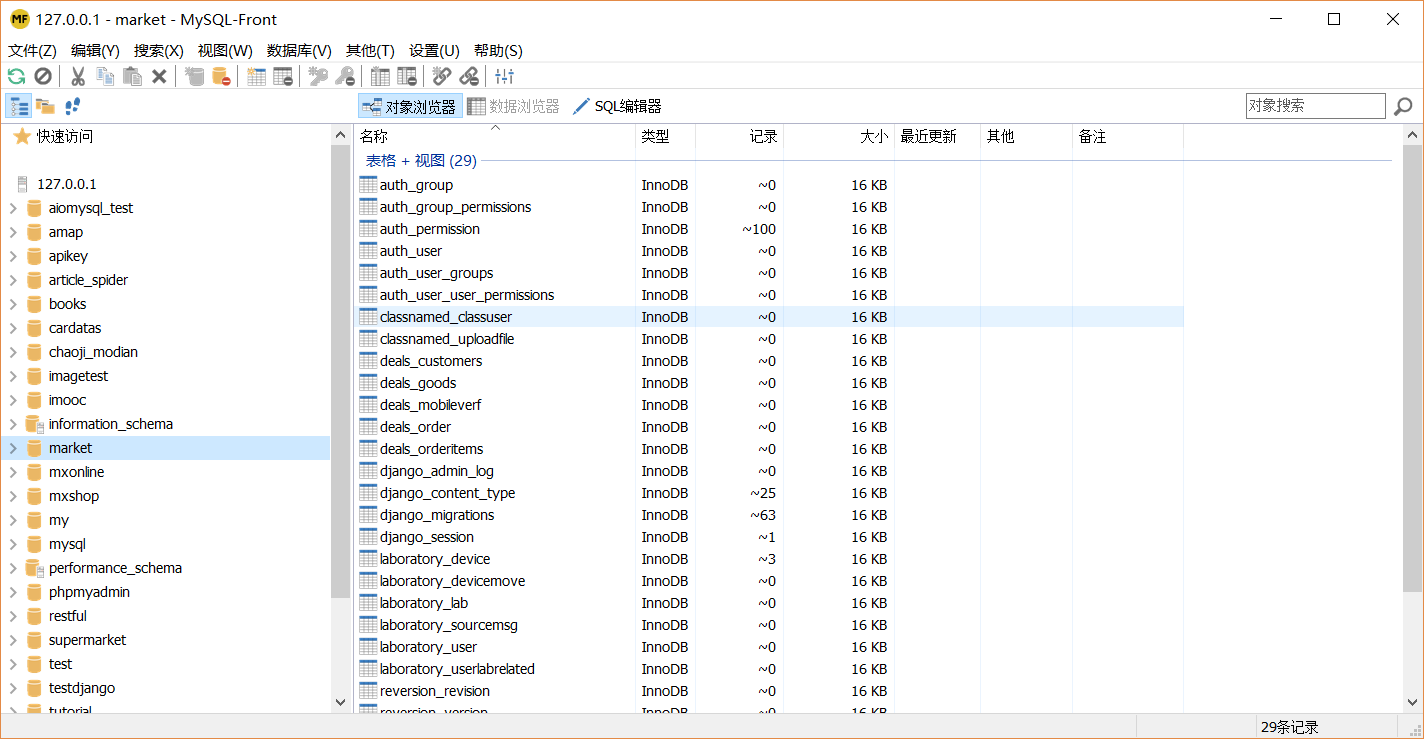 MF 127.0.0.1 - market - MySQL-Front
文件(Z) 编辑(Y) 搜索(X) 视图(W) 数据库(V) 其他(T) 设置(U) 帮助(S)
对象浏览器 数据浏览器 SQL编辑器 对象搜索
快速访问
127.0.0.1
aiomysql_test
amap
apikey
article_spider
books
cardatas
chaoji_modian
imagetest
imooc
information_schema
market
mxonline
mxshop
my
mysql
performance_schema
phpmyadmin
restful
supermarket
test
testdjango
tutorial
名称 类型 记录 大小 最近更新 其他 备注
表格 + 视图 (29)
auth_group InnoDB ~0 16 KB
auth_group_permissions InnoDB ~0 16 KB
auth_permission InnoDB ~100 16 KB
auth_user InnoDB ~0 16 KB
auth_user_groups InnoDB ~0 16 KB
auth_user_user_permissions InnoDB ~0 16 KB
classnamed_classuser InnoDB ~0 16 KB
classnamed_uploadfile InnoDB ~0 16 KB
deals_customers InnoDB ~0 16 KB
deals_goods InnoDB ~0 16 KB
deals_mobileverf InnoDB ~0 16 KB
deals_order InnoDB ~0 16 KB
deals_orderitems InnoDB ~0 16 KB
django_admin_log InnoDB ~0 16 KB
django_content_type InnoDB ~25 16 KB
django_migrations InnoDB ~63 16 KB
django_session InnoDB ~1 16 KB
laboratory_device InnoDB ~3 16 KB
laboratory_devicemove InnoDB ~0 16 KB
laboratory_lab InnoDB ~0 16 KB
laboratory_sourcemsg InnoDB ~0 16 KB
laboratory_user InnoDB ~0 16 KB
laboratory_userlabrelated InnoDB ~0 16 KB
reversion_revision InnoDB ~0 16 KB
reversion_version InnoDB ~0 16 KB
29条记录